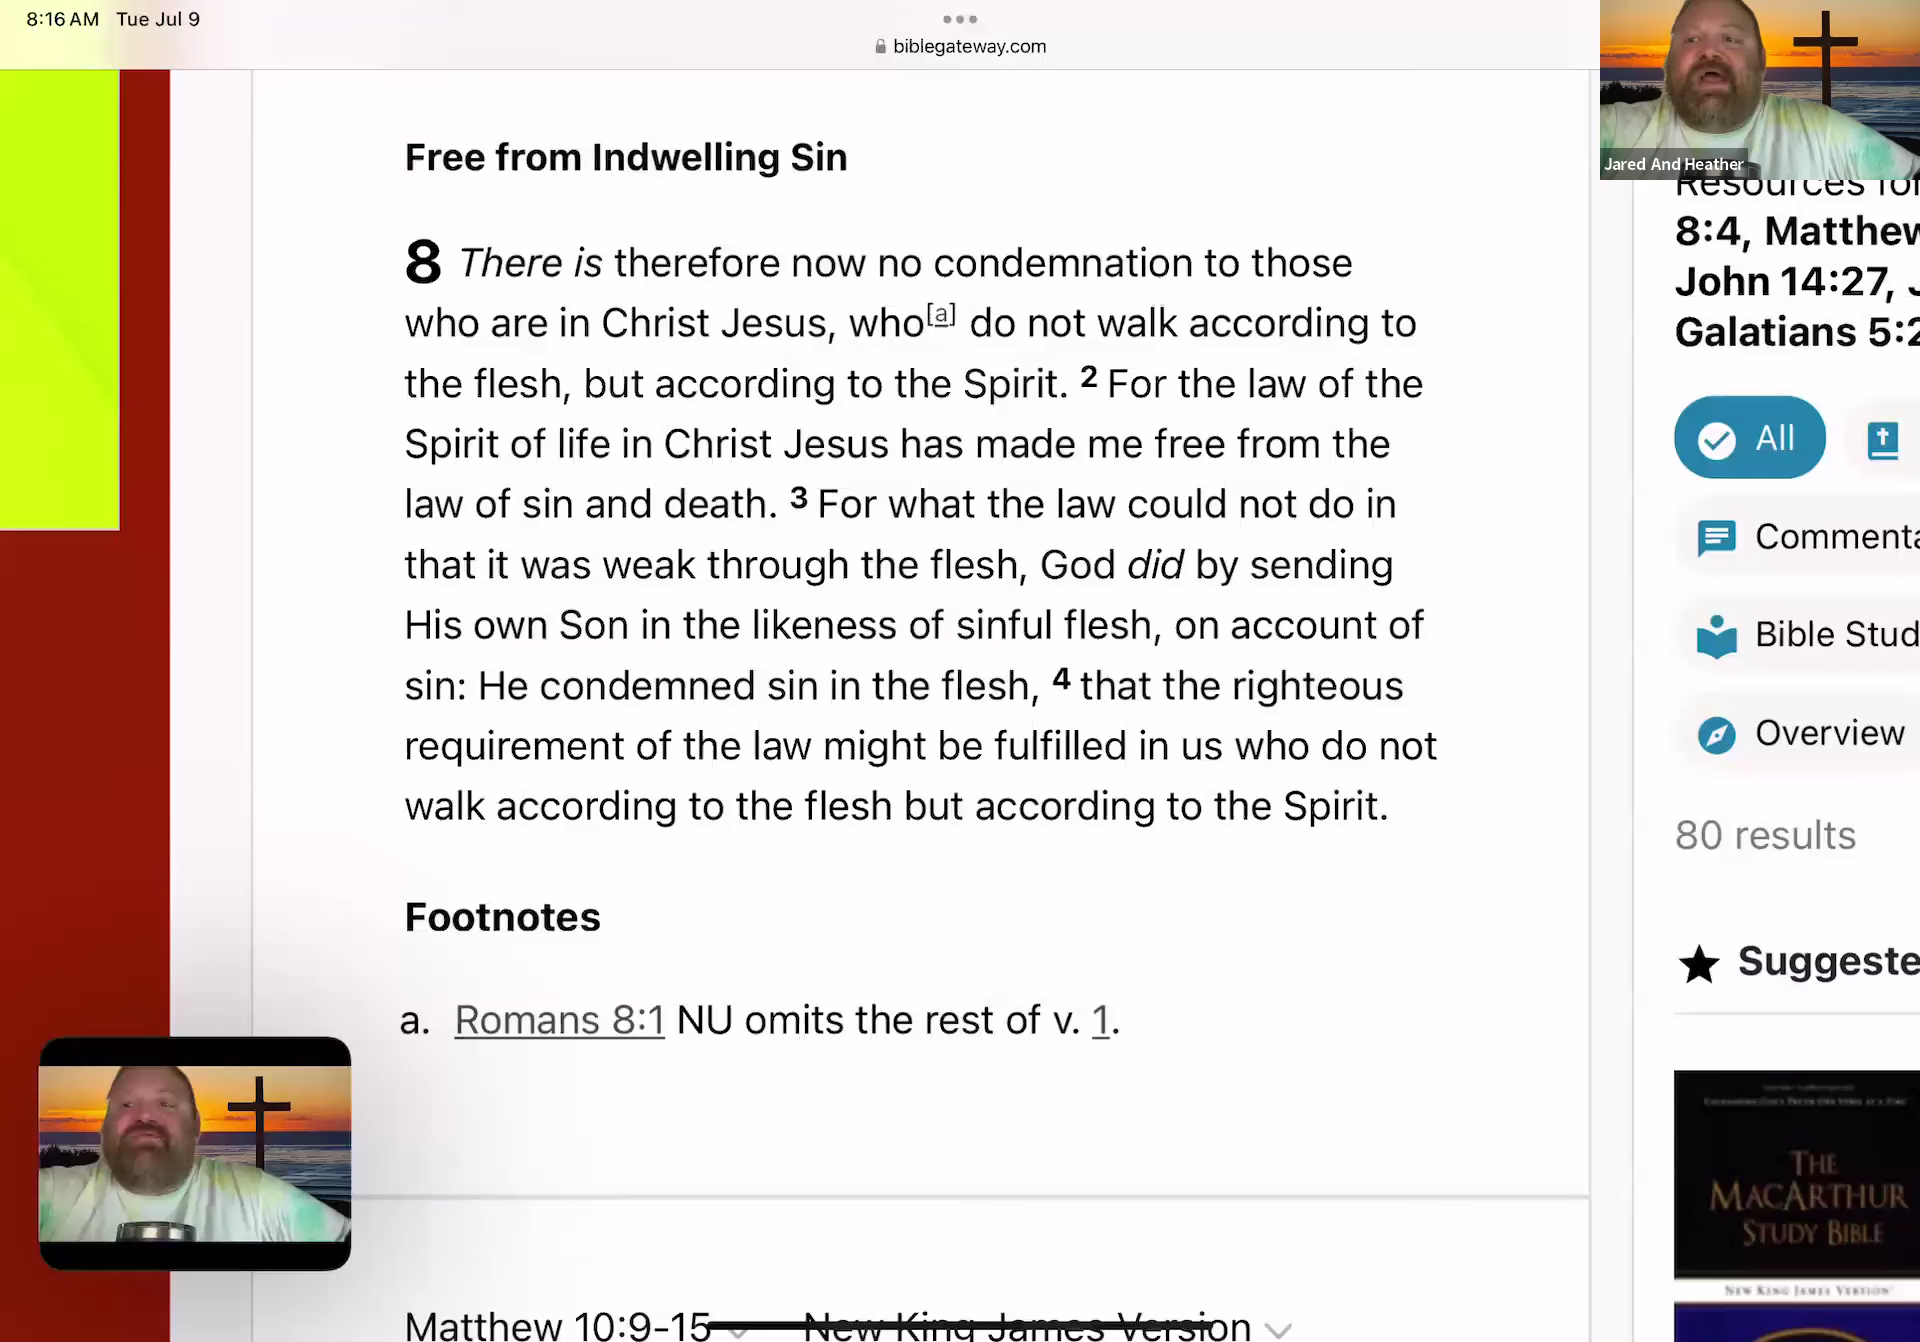 8:16 AM Tue Jul 9
biblegateway.com
Jared And Heather
Free from Indwelling Sin
8 There is therefore now no condemnation to those
who are in Christ Jesus, who[a] do not walk according to
the flesh, but according to the Spirit. 2 For the law of the
Spirit of life in Christ Jesus has made me free from the
law of sin and death. 3 For what the law could not do in
that it was weak through the flesh, God did by sending
His own Son in the likeness of sinful flesh, on account of
sin: He condemned sin in the flesh, 4 that the righteous
requirement of the law might be fulfilled in us who do not
walk according to the flesh but according to the Spirit.
Footnotes
a. Romans 8:1 NU omits the rest of v. 1.
Matthew 10:9-15 New King James Version
Resources
8:4, Matthew
John 14:27,
Galatians
All
Bible
Overview
80 results
THE
MACARTHUR
STUDY BIBLE
NEW KING JAMES VERSION